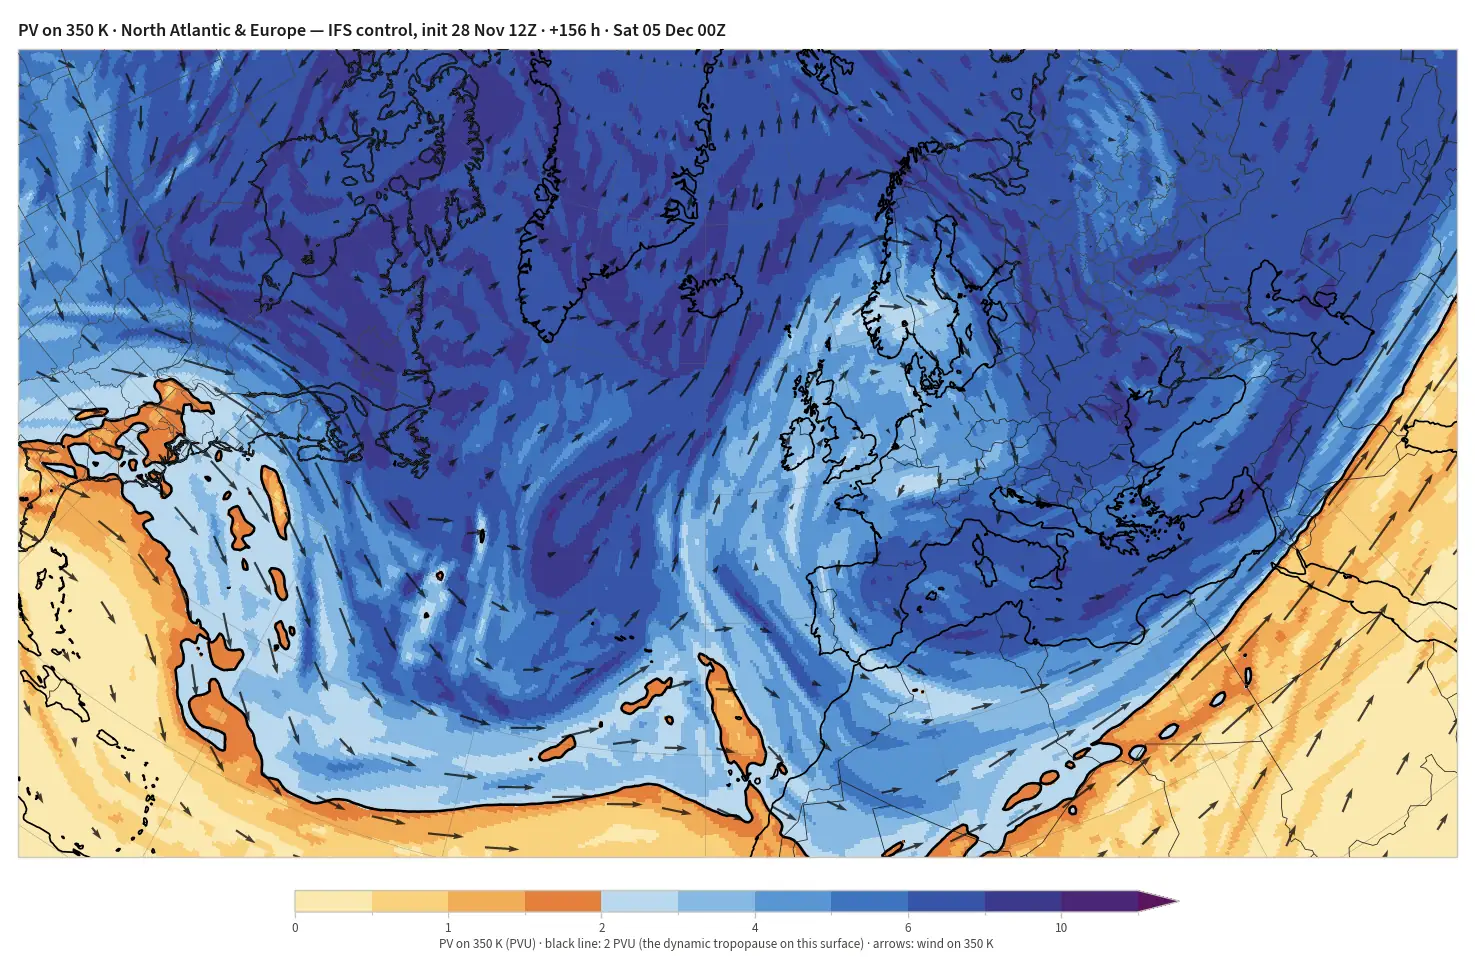 PV on 350 K · North Atlantic & Europe — IFS control, init 28 Nov 12Z · +156 h · Sat 05 Dec 00Z
0 1 2 4 6 10
PV on 350 K (PVU) · black line: 2 PVU (the dynamic tropopause on this surface) · arrows: wind on 350 K